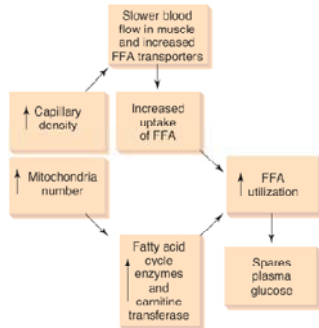 Slower blood
flow in muscle
and increased
FFA transporters
↑ Capillary
density
Increased
uptake
of FFA
↑ Mitochondria
number
↑ FFA
utilization
Fatty acid
cycle
↑ enzymes
and
carnitine
transferase
Spares
plasma
glucose